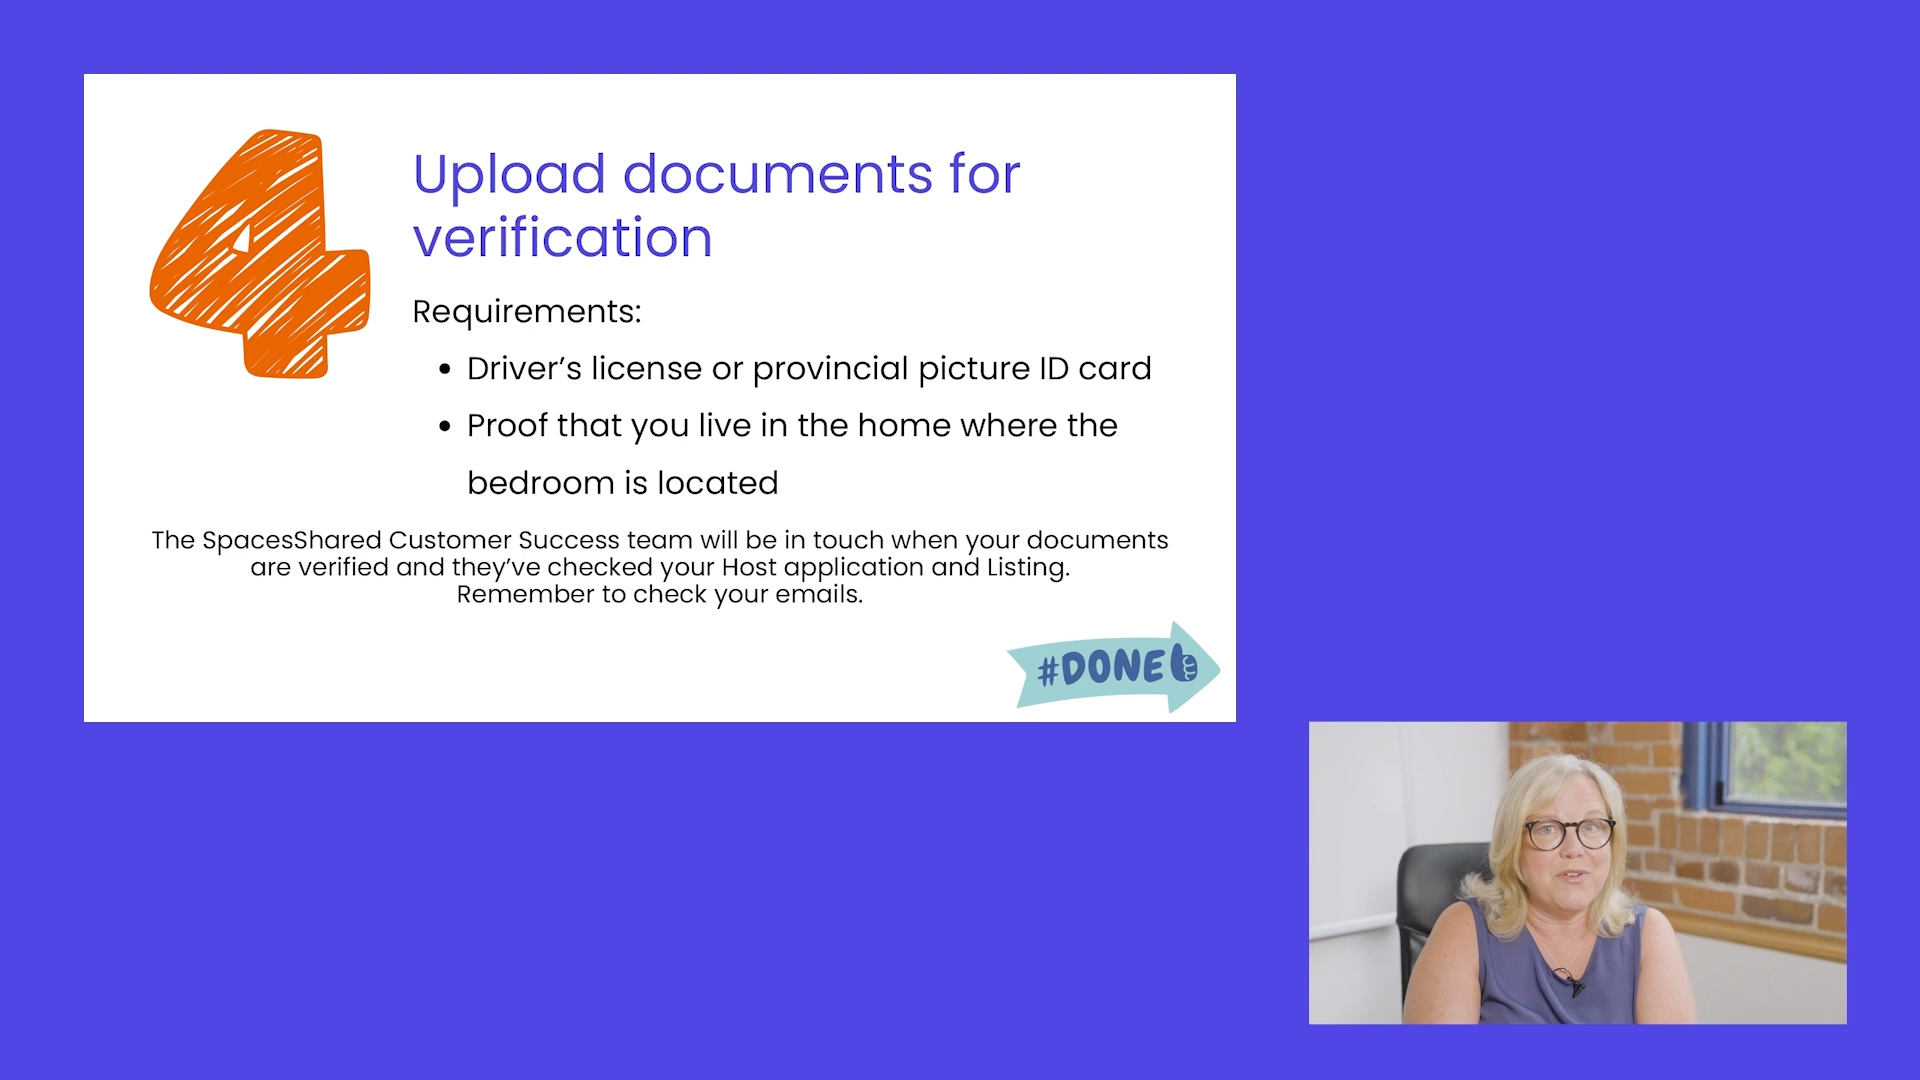 4
Upload documents for
verification
Requirements:
• Driver’s license or provincial picture ID card
• Proof that you live in the home where the
bedroom is located
The SpacesShared Customer Success team will be in touch when your documents
are verified and they’ve checked your Host application and Listing.
Remember to check your emails.
#DONE